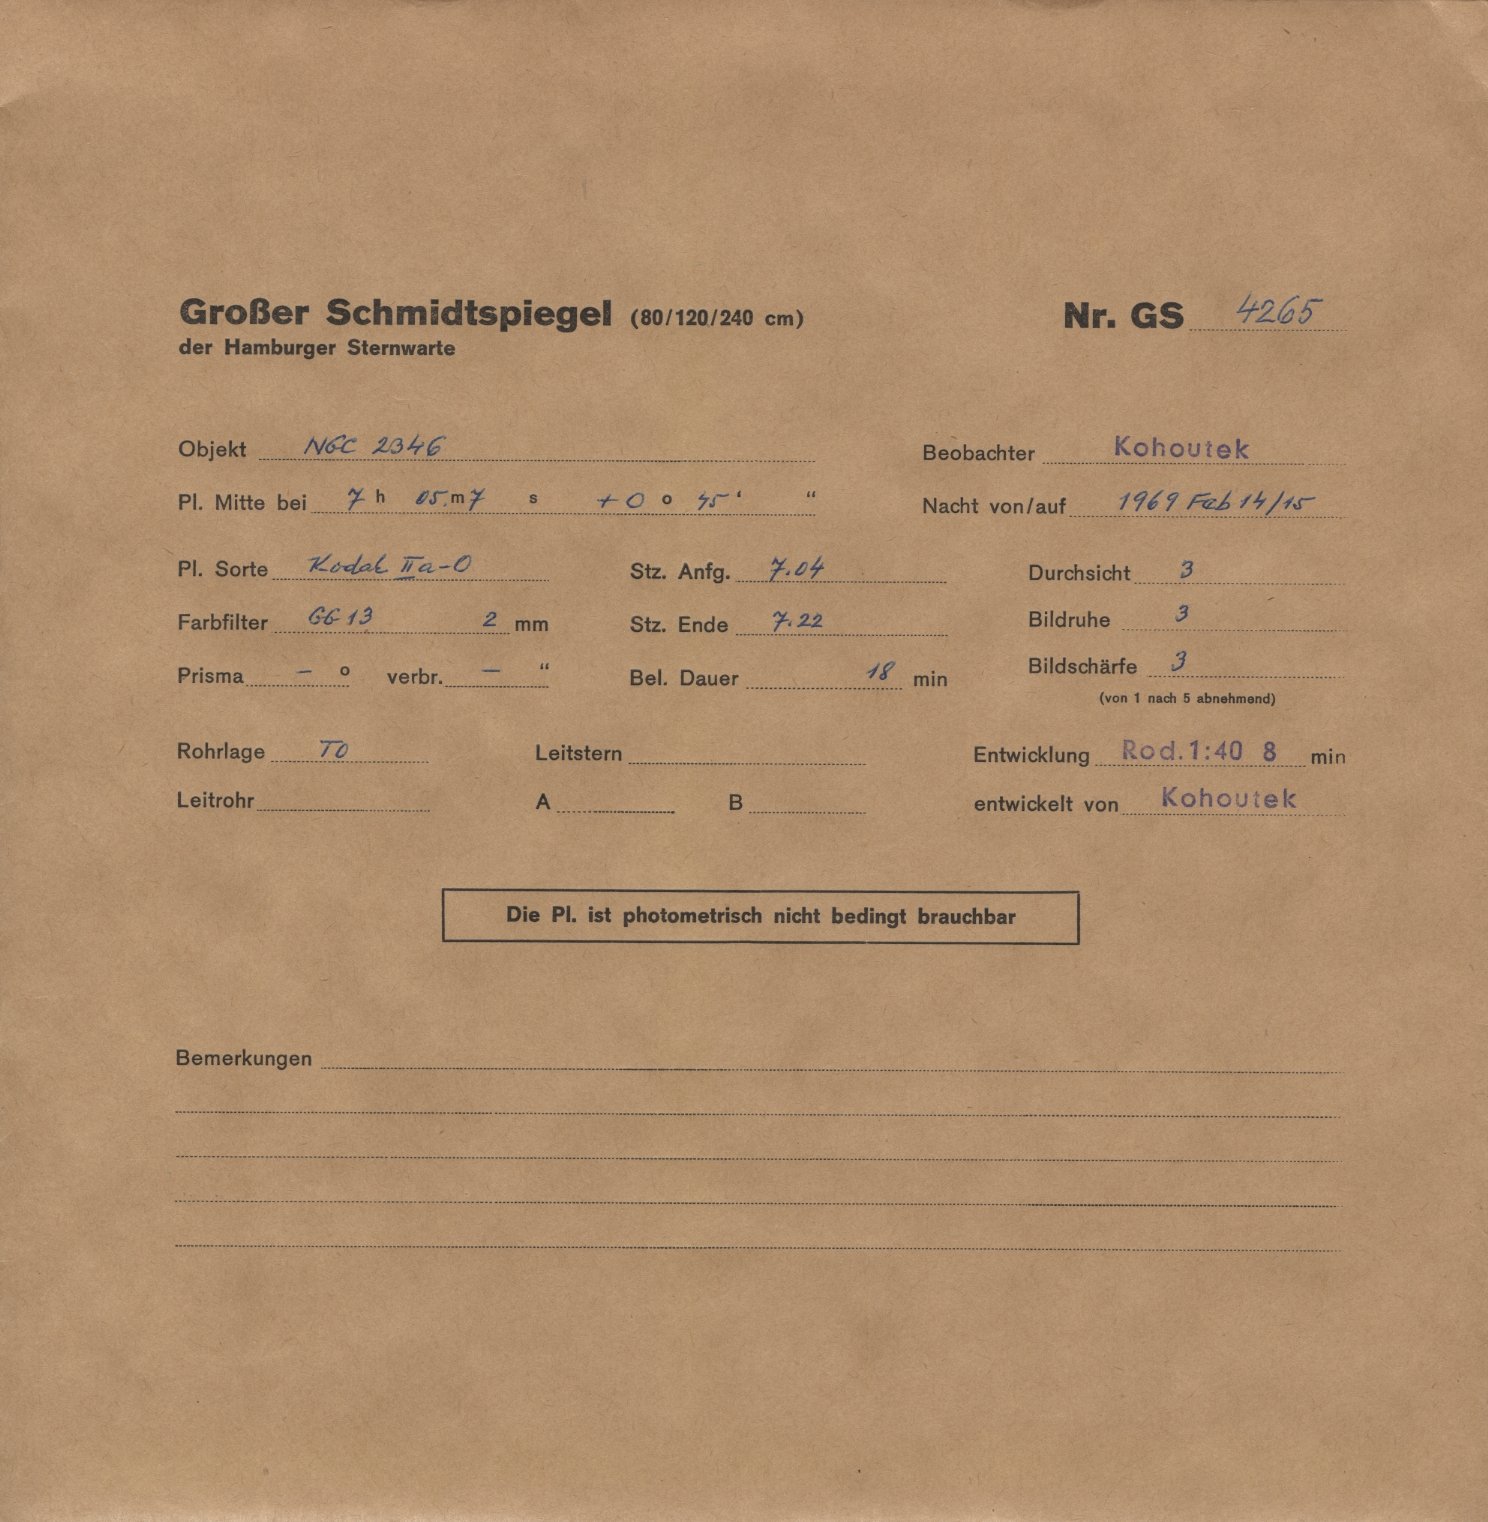 Großer Schmidtspiegel (80/120/240 cm) Nr. GS 4265
der Hamburger Sternwarte
Objekt NGC 2346 Beobachter Kohoutek
Pl. Mitte bei 7 h 05. m 7 s +0 o 45 ‘ “ Nacht von/auf 1969 Feb 14/15
Pl. Sorte Kodak IIa-O Stz. Anfg. 7.04 Durchsicht 3
Farbfilter GG 13 2 mm Stz. Ende 7.22 Bildruhe 3
Prisma – o verbr. – “ Bel. Dauer 18 min Bildschärfe 3
(von 1 nach 5 abnehmend)
Rohrlage TO Leitstern Entwicklung Rod. 1:40 8 min
Leitrohr A B entwickelt von Kohoutek
Die Pl. ist photometrisch nicht bedingt brauchbar
Bemerkungen